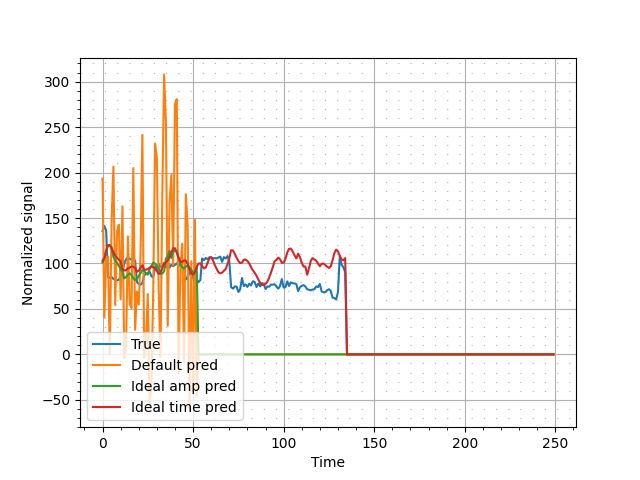 300
250
200
150
100
50
0
−50
Normalized signal
True
Default pred
Ideal amp pred
Ideal time pred
0
50
100
150
200
250
Time